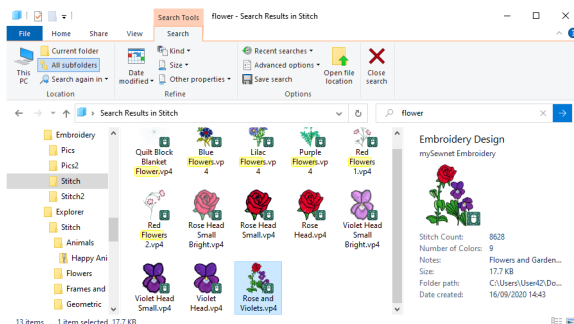 Search Tools
flower - Search Results in Stitch
File
Home
Share
View
Search
This PC
Current folder
All subfolders
Search again in
Location
Date modified
Kind
Size
Other properties
Refine
Recent searches
Advanced options
Save search
Open file location
Close search
Options
Search Results in Stitch
flower
Embroidery
Pics
Pics2
Stitch
Stitch2
Explorer
Stitch
Animals
Happy Ani
Flowers
Frames and
Geometric
Quilt Block Blanket Flower.vp4
Blue Flowers.vp4
Lilac Flowers.vp4
Purple Flowers.vp4
Red Flowers 1.vp4
Red Flowers 2.vp4
Rose Head Small Bright.vp4
Rose Head Small.vp4
Rose Head.vp4
Violet Head Small Bright.vp4
Violet Head Small.vp4
Violet Head.vp4
Rose and Violets.vp4
Embroidery Design
mySewnet Embroidery
Stitch Count: 8628
Number of Colors: 9
Notes: Flowers and Garden...
Size: 17.7 KB
Folder path: C:\Users\User42\Do...
Date created: 16/09/2020 14:43
13 items
1 item selected 17.7 KB